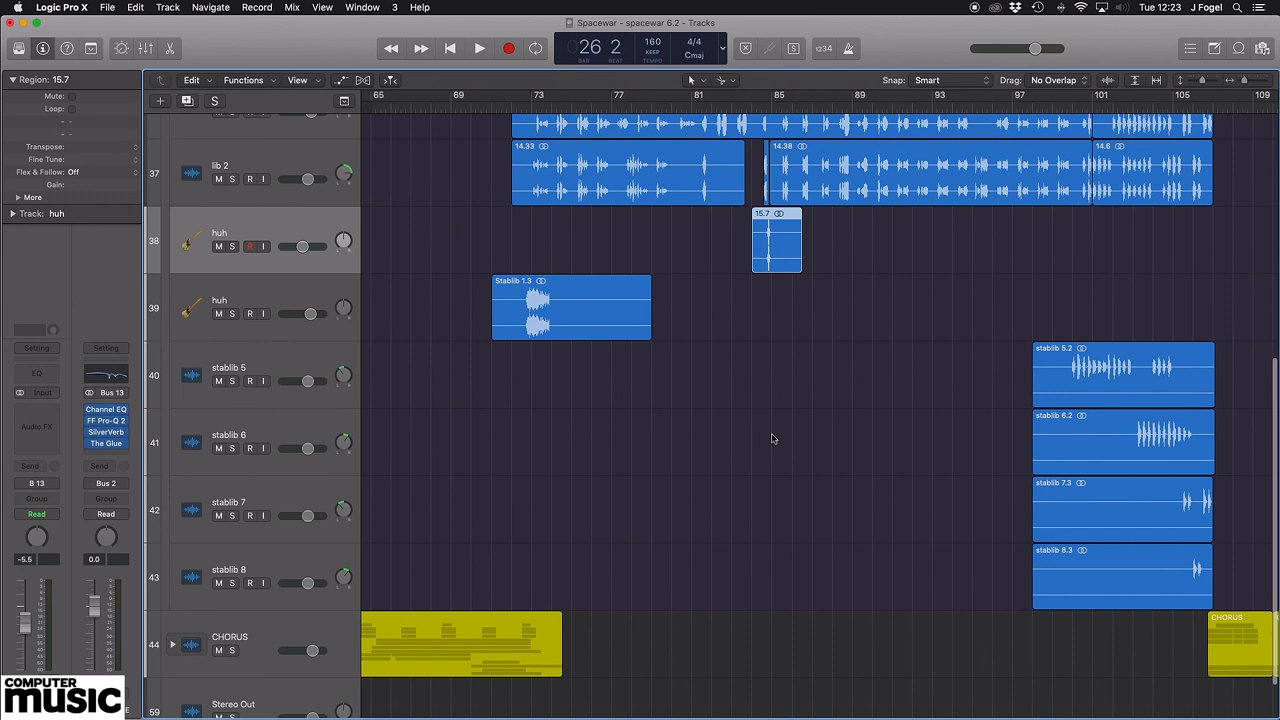 Logic Pro X File Edit Track Navigate Record Mix View Window 3 Help
Tue 12:23 J Fogel
Spacewar - spacewar 6.2 - Tracks
26 2
BAR BEAT
160
KEEP
TEMPO
4/4
Cmaj
1234
Region: 15.7
Mute:
Loop:
Transpose:
Fine Tune:
Flex & Follow: Off
Gain:
More
Track: huh
Edit Functions View
Snap: Smart Drag: No Overlap
65 69 73 77 81 85 89 93 97 101 105 109
37 lib 2
M S R I
14.33 14.38 14.6
38 huh
M S R I
15.7
39 huh
M S R I
Stablib 1.3
40 stablib 5
M S R I
stablib 5.2
41 stablib 6
M S R I
stablib 6.2
42 stablib 7
M S R I
stablib 7.3
43 stablib 8
M S R I
stablib 8.3
44 CHORUS
M S
CHORUS
59 Stereo Out
Setting Setting
EQ
Input Bus 13
Audio FX
Channel EQ
FF Pro-Q 2
SilverVerb
The Glue
Send Send
B 13 Bus 2
Group Group
Read Read
-5.5 0.0
COMPUTER
music